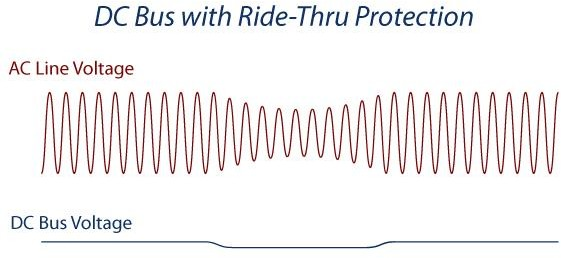 DC Bus with Ride-Thru Protection
AC Line Voltage
DC Bus Voltage